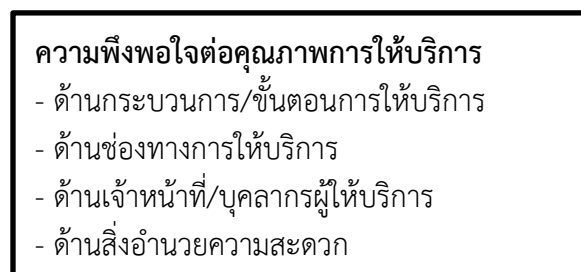 ความพึงพอใจต่อคุณภาพการให้บริการ
- ด้านกระบวนการ/ขั้นตอนการให้บริการ
- ด้านช่องทางการให้บริการ
- ด้านเจ้าหน้าที่/บุคลากรผู้ให้บริการ
- ด้านสิ่งอำนวยความสะดวก